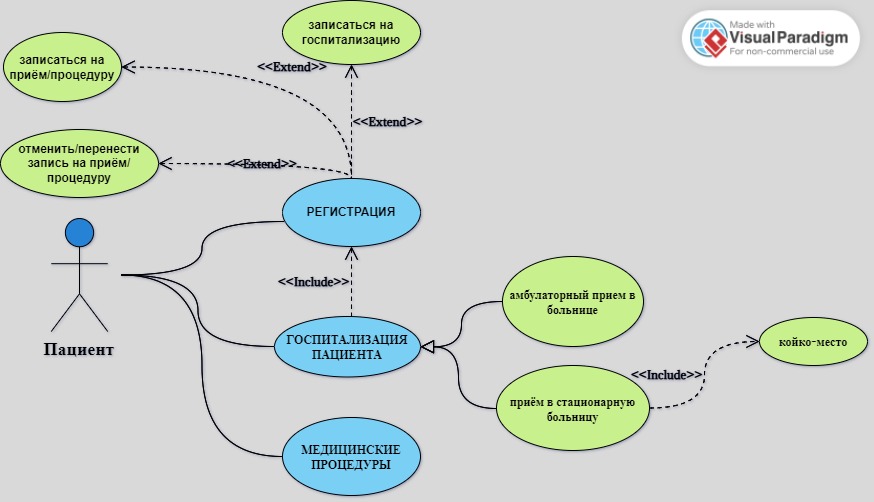 записаться на
госпитализацию
Made with
VisualParadigm
For non-commercial use
записаться на
приём/процедуру
<<Extend>>
<<Extend>>
отменить/перенести
запись на приём/
процедуру
<<Extend>>
РЕГИСТРАЦИЯ
<<Include>>
амбулаторный прием в
больнице
Пациент
ГОСПИТАЛИЗАЦИЯ
ПАЦИЕНТА
койко-место
<<Include>>
приём в стационарную
больницу
МЕДИЦИНСКИЕ
ПРОЦЕДУРЫ